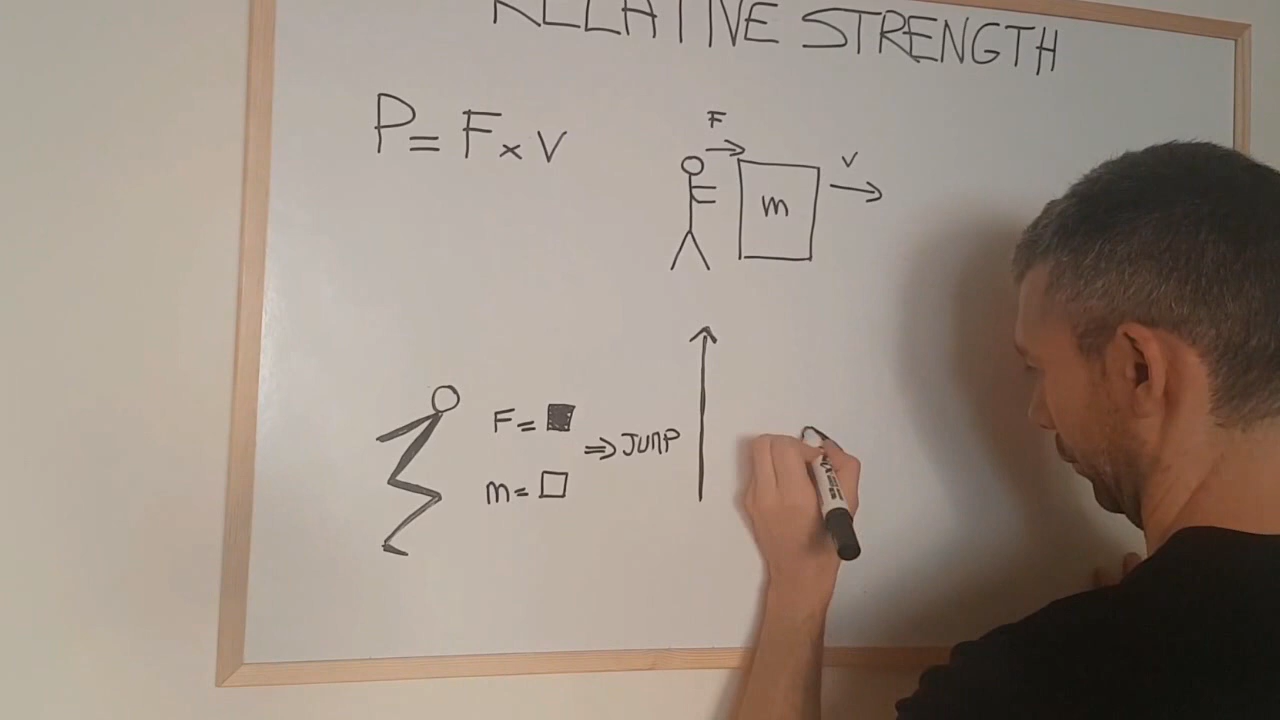 RELATIVE STRENGTH
P = F x V
F
V
m
F =
⇒ JUMP
m =